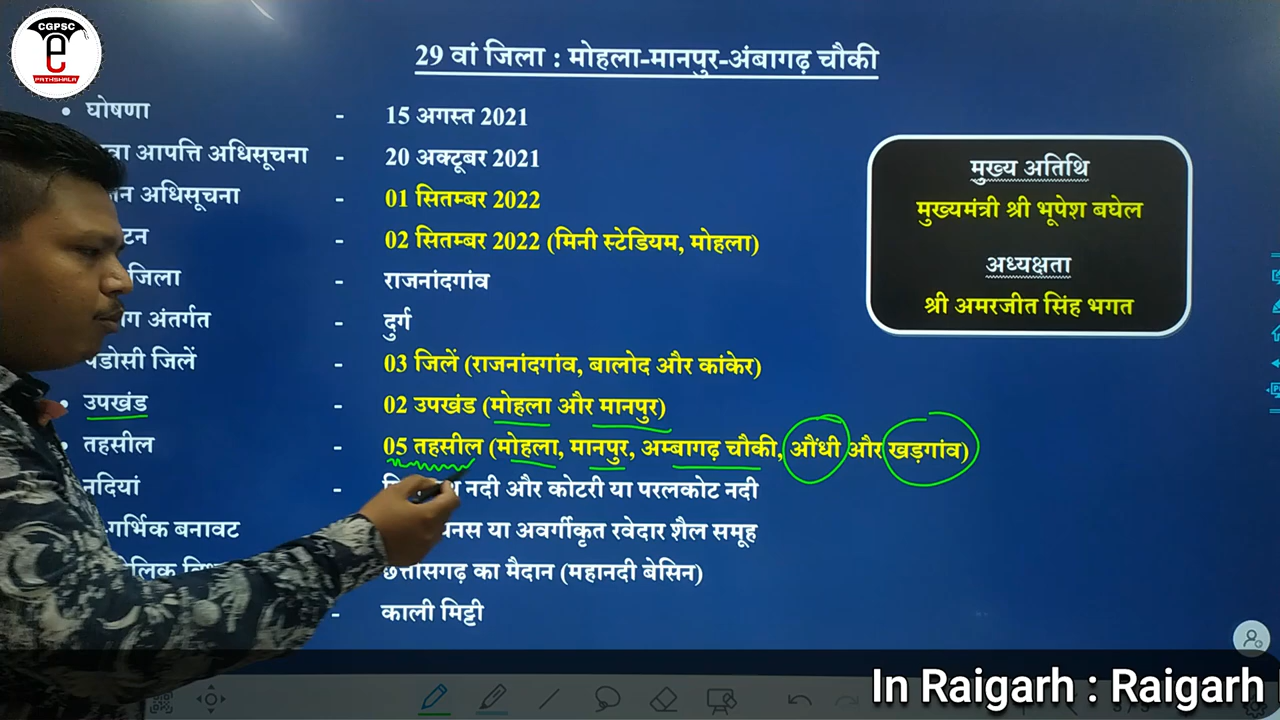 CGPSC
e
PATHSHALA
29 वां जिला : मोहला-मानपुर-अंबागढ़ चौकी
• घोषणा - 15 अगस्त 2021
आपत्ति अधिसूचना - 20 अक्टूबर 2021
अधिसूचना - 01 सितम्बर 2022
- 02 सितम्बर 2022 (मिनी स्टेडियम, मोहला)
जिला - राजनांदगांव
अंतर्गत - दुर्ग
पडोसी जिलें - 03 जिलें (राजनांदगांव, बालोद और कांकेर)
• उपखंड - 02 उपखंड (मोहला और मानपुर)
• तहसील - 05 तहसील (मोहला, मानपुर, अम्बागढ़ चौकी, औंधी और खड़गांव)
नदियां - नदी और कोटरी या परलकोट नदी
बनावट या अवर्गीकृत रवेदार शैल समूह
छत्तीसगढ़ का मैदान (महानदी बेसिन)
- काली मिट्टी
मुख्य अतिथि
मुख्यमंत्री श्री भूपेश बघेल
अध्यक्षता
श्री अमरजीत सिंह भगत
In Raigarh : Raigarh